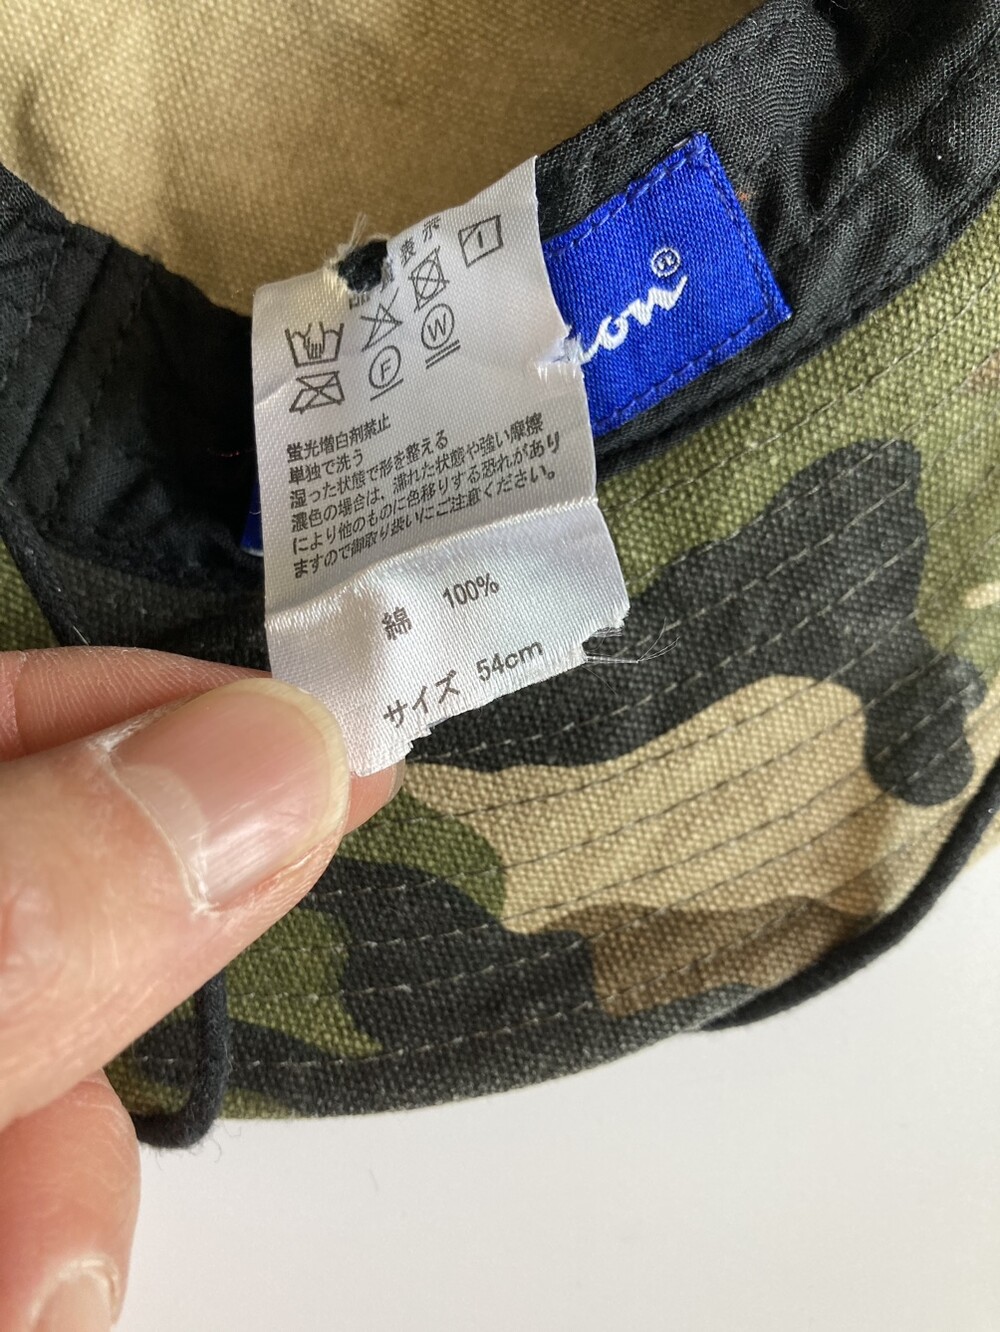 表示
蛍光増白剤禁止
単独で洗う
湿った状態で形を整える
濃色の場合は、濡れた状態や強い摩擦
により他のものに色移りする恐れがあり
ますので御取り扱いにご注意ください。
綿 100%
サイズ 54cm
F
W
on®